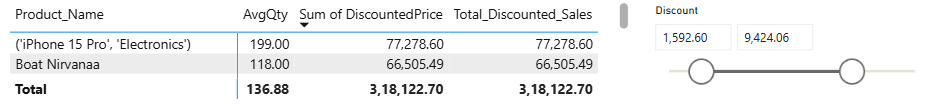 Product_Name AvgQty Sum of DiscountedPrice Total_Discounted_Sales
('iPhone 15 Pro', 'Electronics') 199.00 77,278.60 77,278.60
Boat Nirvanaa 118.00 66,505.49 66,505.49
Total 136.88 3,18,122.70 3,18,122.70
Discount
1,592.60 9,424.06